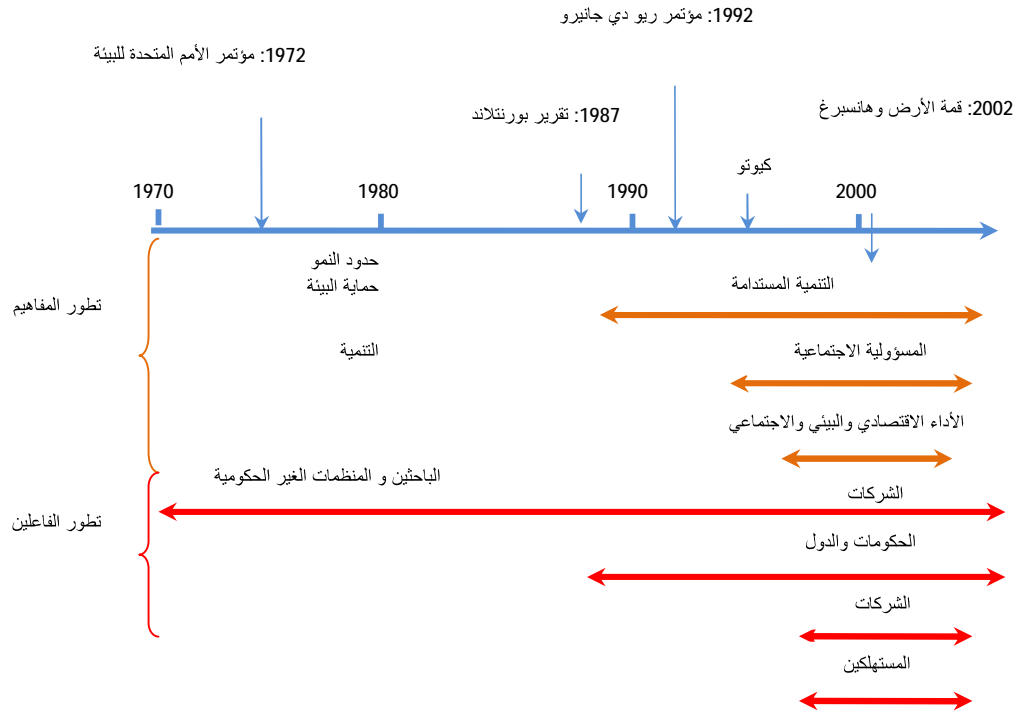 1992: مؤتمر ريو دي جانيرو
1972: مؤتمر الأمم المتحدة للبيئة
2002: قمة الأرض وهانسبرغ
1987: تقرير بورنتلاند
كيوتو
1970
1980
1990
2000
حدود النمو
حماية البيئة
التنمية المستدامة
تطور المفاهيم
التنمية
المسؤولية الاجتماعية
الأداء الاقتصادي والبيئي والاجتماعي
الباحثين و المنظمات الغير الحكومية
الشركات
تطور الفاعلين
الحكومات والدول
الشركات
المستهلكين